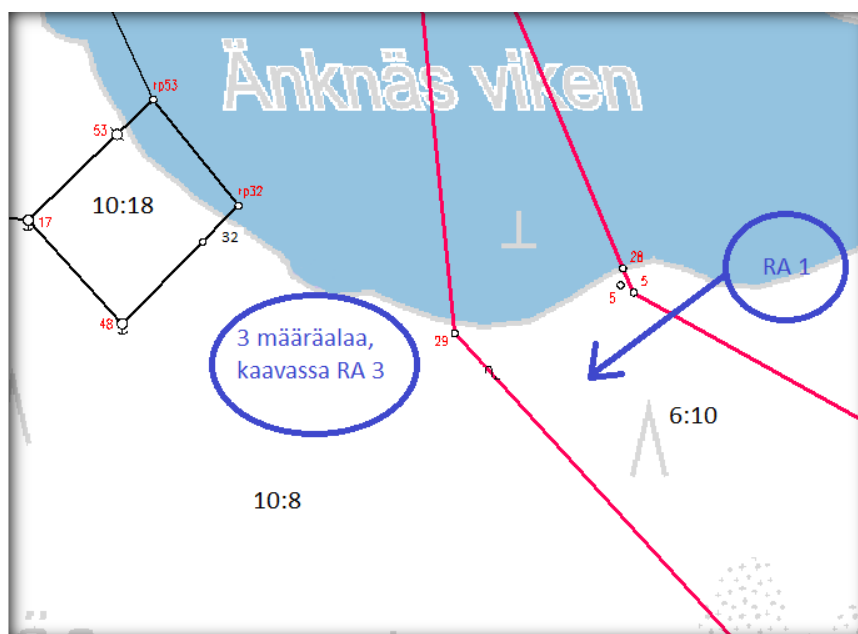 Änknäs viken
rp53
53
10:18
rp32
17
32
28
RA 1
5
5
48
3 määräalaa,
kaavassa RA 3
29
6:10
10:8